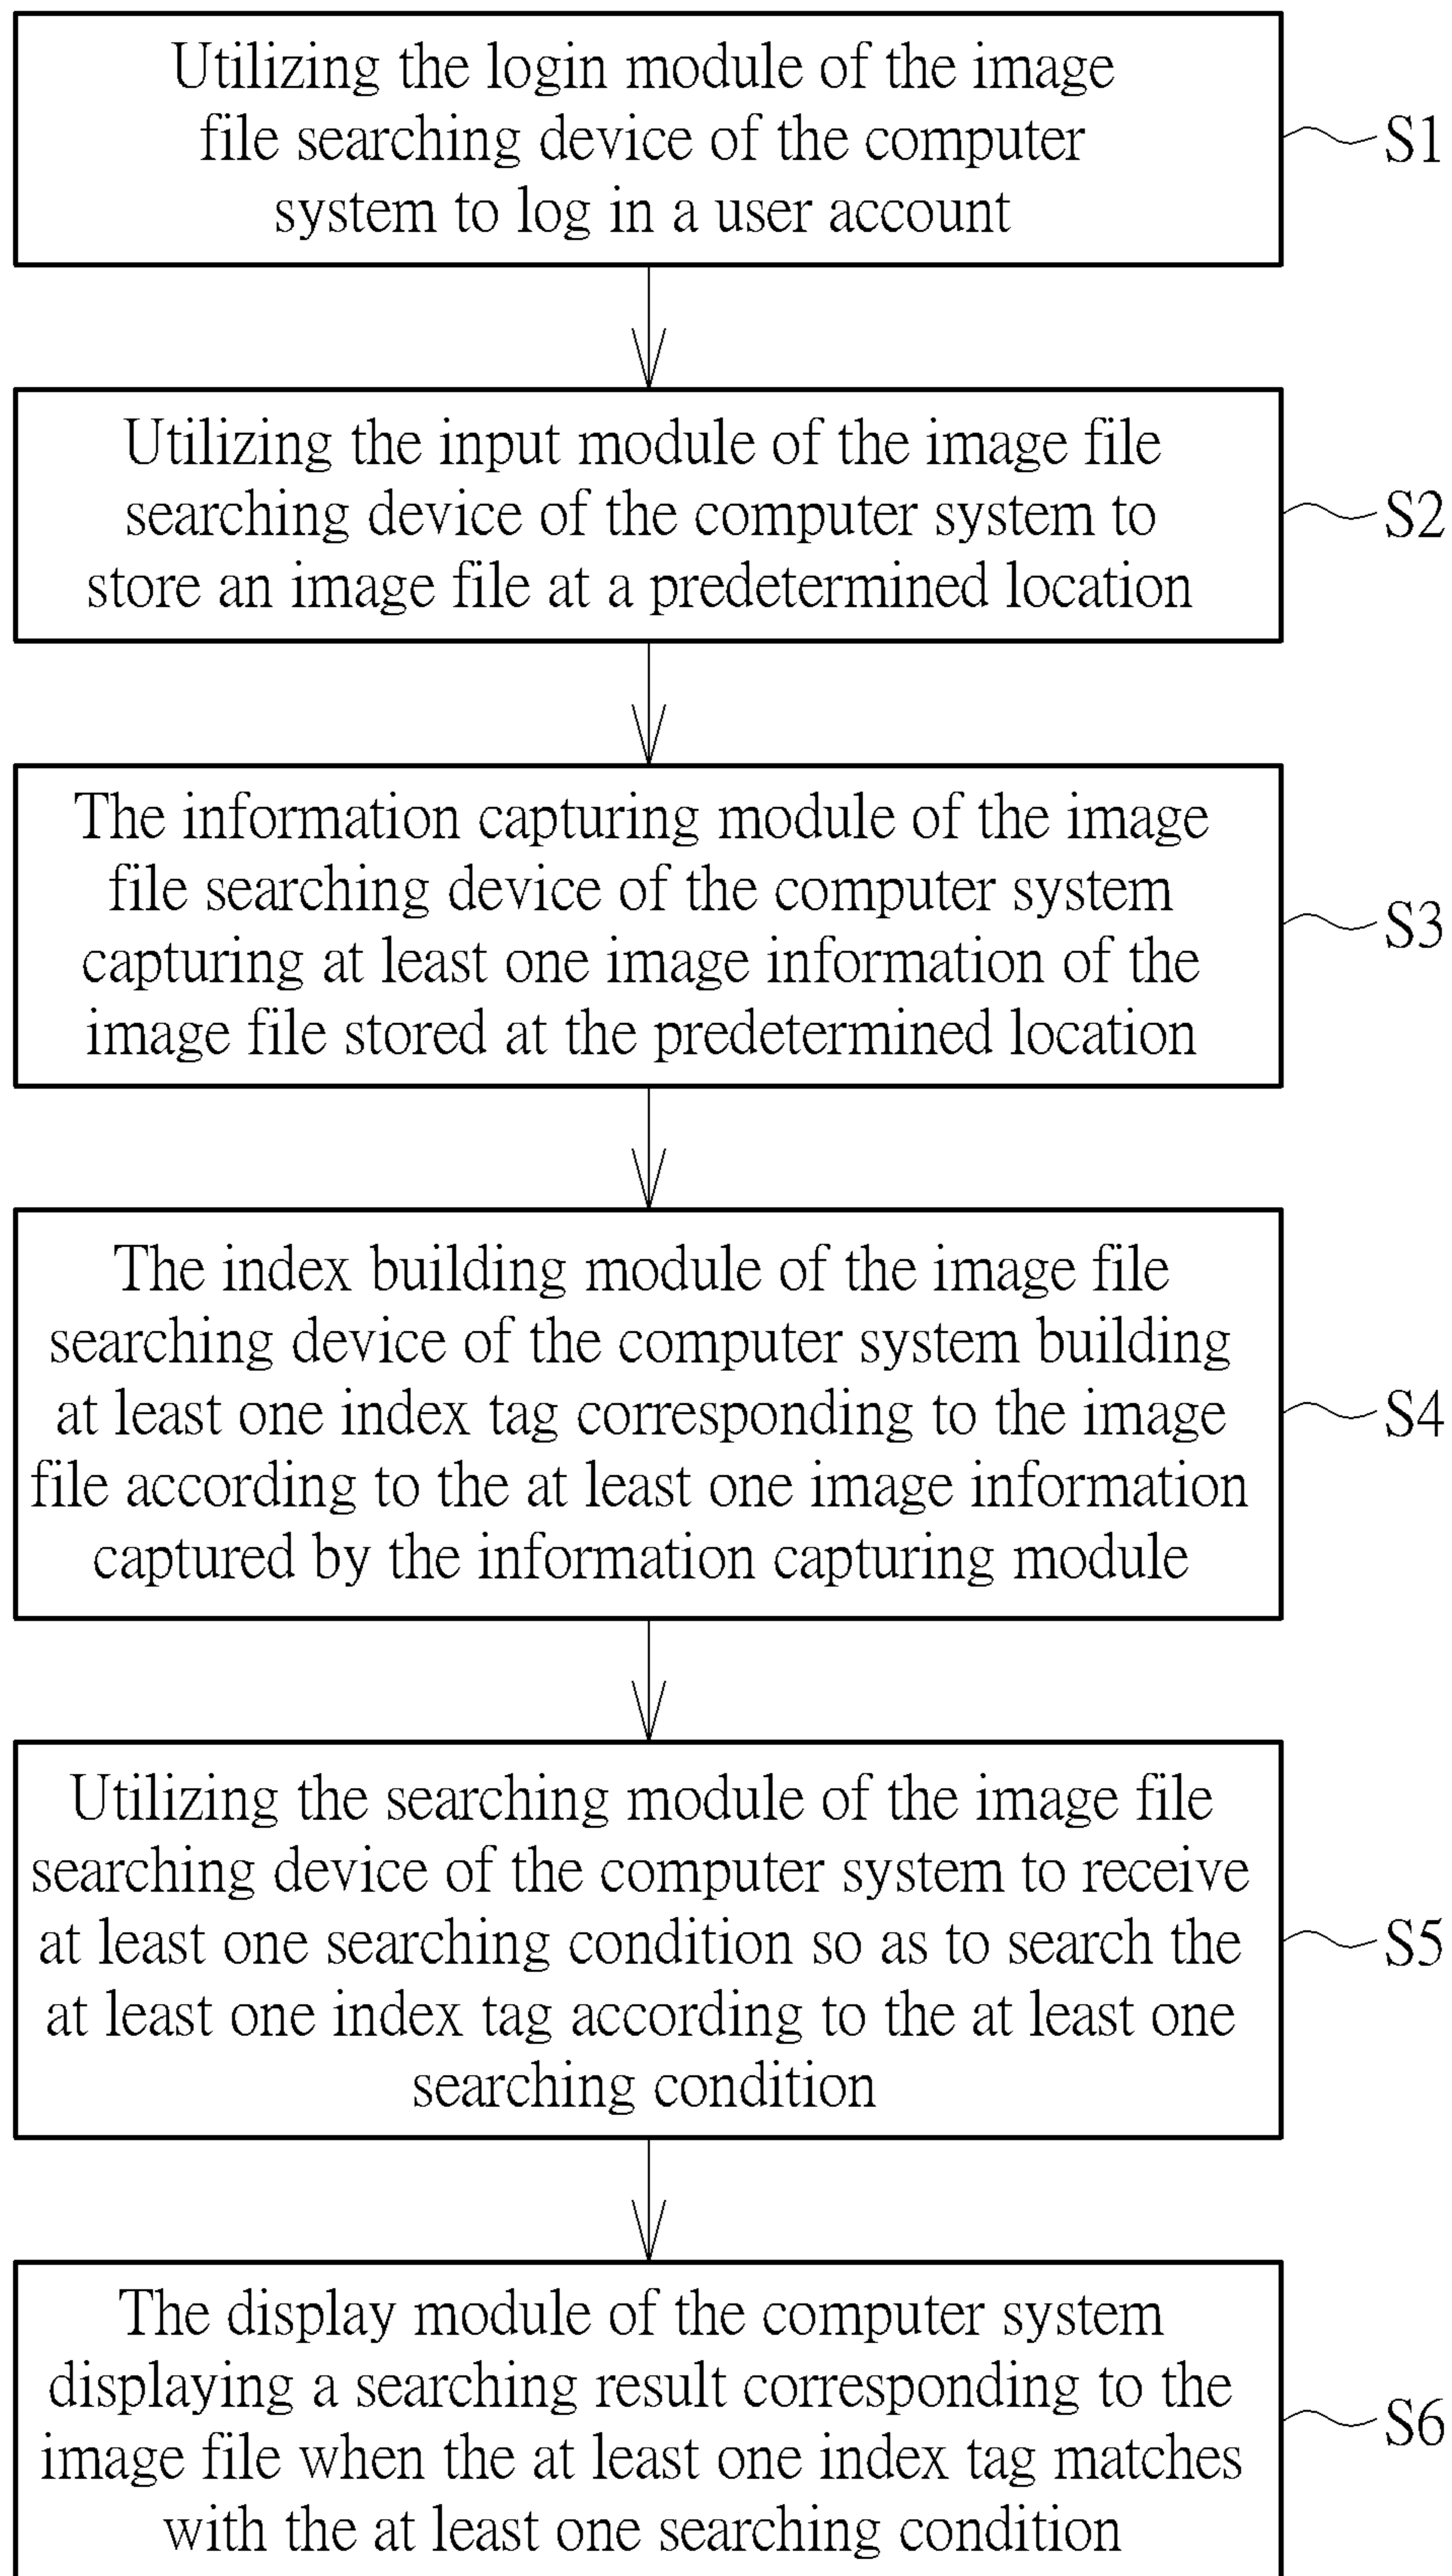 Utilizing the login module of the image
file searching device of the computer
system to log in a user account
S1
Utilizing the input module of the image file
searching device of the computer system to
store an image file at a predetermined location
S2
The information capturing module of the image
file searching device of the computer system
capturing at least one image information of the
image file stored at the predetermined location
S3
The index building module of the image file
searching device of the computer system building
at least one index tag corresponding to the image
file according to the at least one image information
captured by the information capturing module
S4
Utilizing the searching module of the image file
searching device of the computer system to receive
at least one searching condition so as to search the
at least one index tag according to the at least one
searching condition
S5
The display module of the computer system
displaying a searching result corresponding to the
image file when the at least one index tag matches
with the at least one searching condition
S6